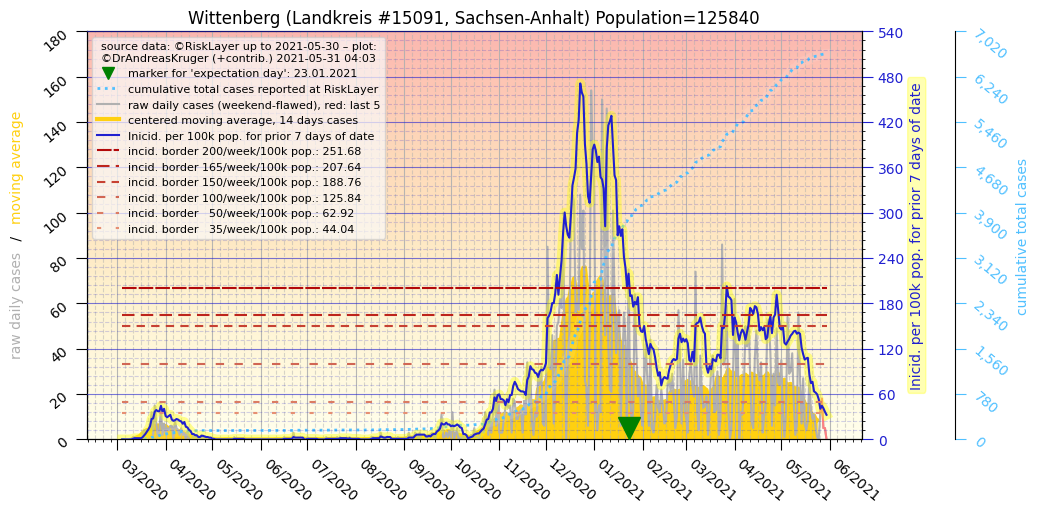 Wittenberg (Landkreis #15091, Sachsen-Anhalt) Population=125840
source data: ©RiskLayer up to 2021-05-30 – plot:
©DrAndreasKruger (+contrib.) 2021-05-31 04:03
marker for 'expectation day': 23.01.2021
cumulative total cases reported at RiskLayer
raw daily cases (weekend-flawed), red: last 5
centered moving average, 14 days cases
Inicid. per 100k pop. for prior 7 days of date
incid. border 200/week/100k pop.: 251.68
incid. border 165/week/100k pop.: 207.64
incid. border 150/week/100k pop.: 188.76
incid. border 100/week/100k pop.: 125.84
incid. border 50/week/100k pop.: 62.92
incid. border 35/week/100k pop.: 44.04
raw daily cases / moving average
180
160
140
120
100
80
60
40
20
0
540
480
420
360
300
240
180
120
60
0
Inicid. per 100k pop. for prior 7 days of date
7,020
6,240
5,460
4,680
3,900
3,120
2,340
1,560
780
0
cumulative total cases
03/2020
04/2020
05/2020
06/2020
07/2020
08/2020
09/2020
10/2020
11/2020
12/2020
01/2021
02/2021
03/2021
04/2021
05/2021
06/2021